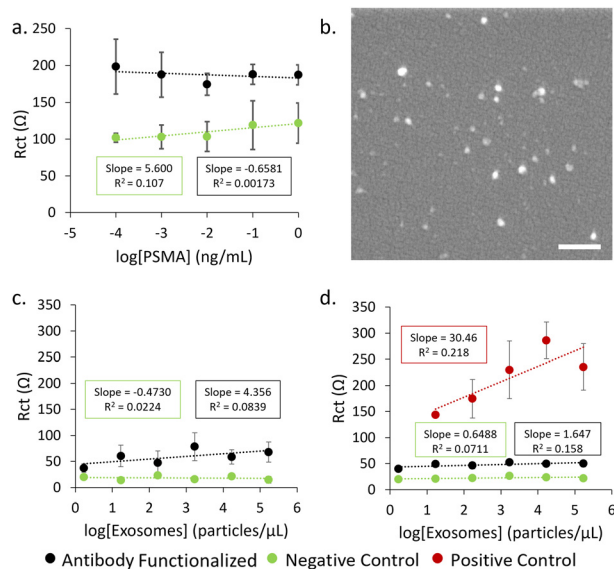 a.
250
200
150
100
50
0
Rct (Ω)
Slope = 5.600
R² = 0.107
Slope = -0.6581
R² = 0.00173
-5 -4 -3 -2 -1 0
log[PSMA] (ng/mL)
b.
c.
350
300
250
200
150
100
50
0
Rct (Ω)
Slope = -0.4730
R² = 0.0224
Slope = 4.356
R² = 0.0839
0 1 2 3 4 5 6
log[Exosomes] (particles/µL)
d.
350
300
250
200
150
100
50
0
Rct (Ω)
Slope = 30.46
R² = 0.218
Slope = 0.6488
R² = 0.0711
Slope = 1.647
R² = 0.158
0 1 2 3 4 5 6
log[Exosomes] (particles/µL)
Antibody Functionalized Negative Control Positive Control